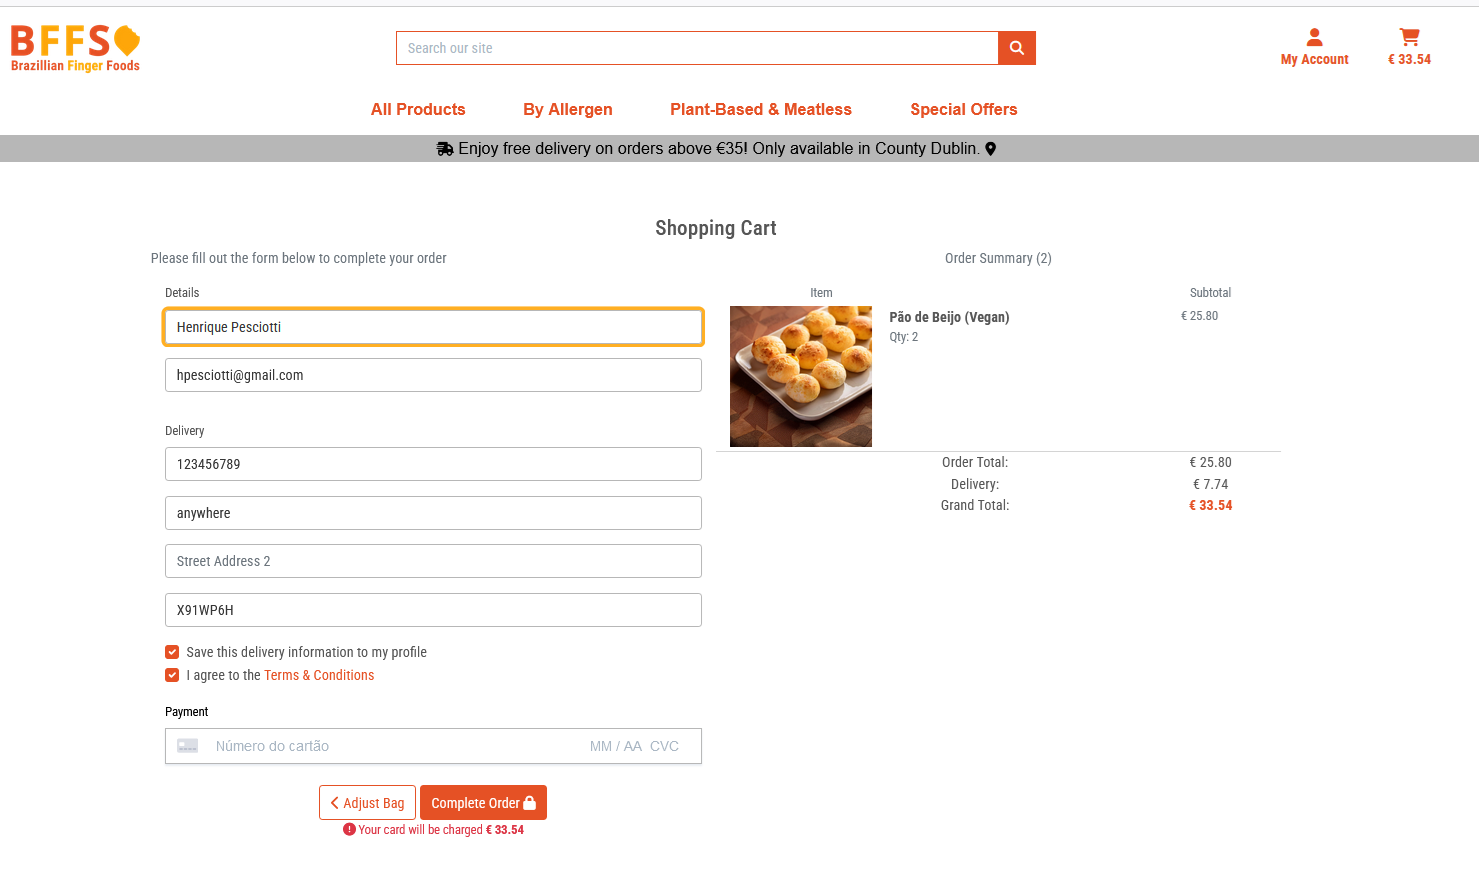 BFFS
Brazillian Finger Foods
Search our site
My Account
€ 33.54
All Products
By Allergen
Plant-Based & Meatless
Special Offers
Enjoy free delivery on orders above €35! Only available in County Dublin.
Shopping Cart
Please fill out the form below to complete your order
Details
Henrique Pesciotti
hpesciotti@gmail.com
Delivery
123456789
anywhere
Street Address 2
X91WP6H
Save this delivery information to my profile
I agree to the Terms & Conditions
Payment
Número do cartão MM / AA CVC
Adjust Bag
Complete Order
Your card will be charged € 33.54
Order Summary (2)
Item Subtotal
Pão de Beijo (Vegan) € 25.80
Qty: 2
Order Total: € 25.80
Delivery: € 7.74
Grand Total: € 33.54